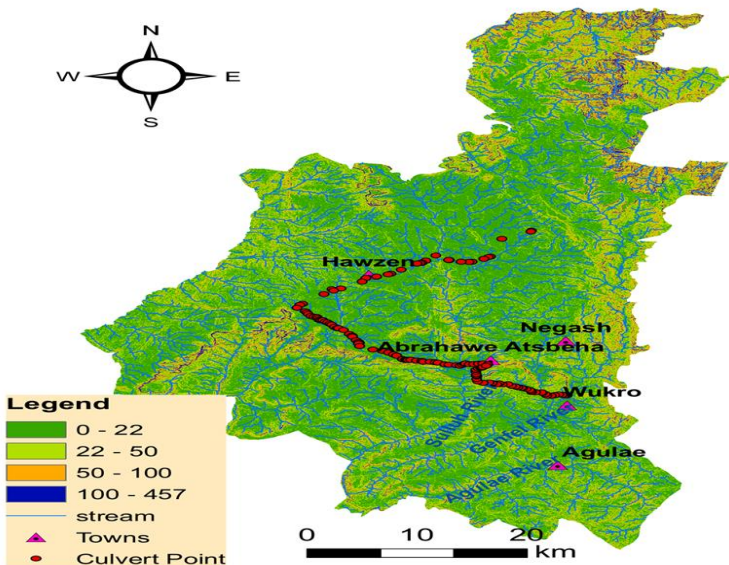 N
W E
S
Hawzen
Negash
Abrahawe Atsbeha
Wukro
Suluh River
Genfel River
Agulae
Agulae River
Legend
0 - 22
22 - 50
50 - 100
100 - 457
stream
Towns
Culvert Point
0 10 20
km